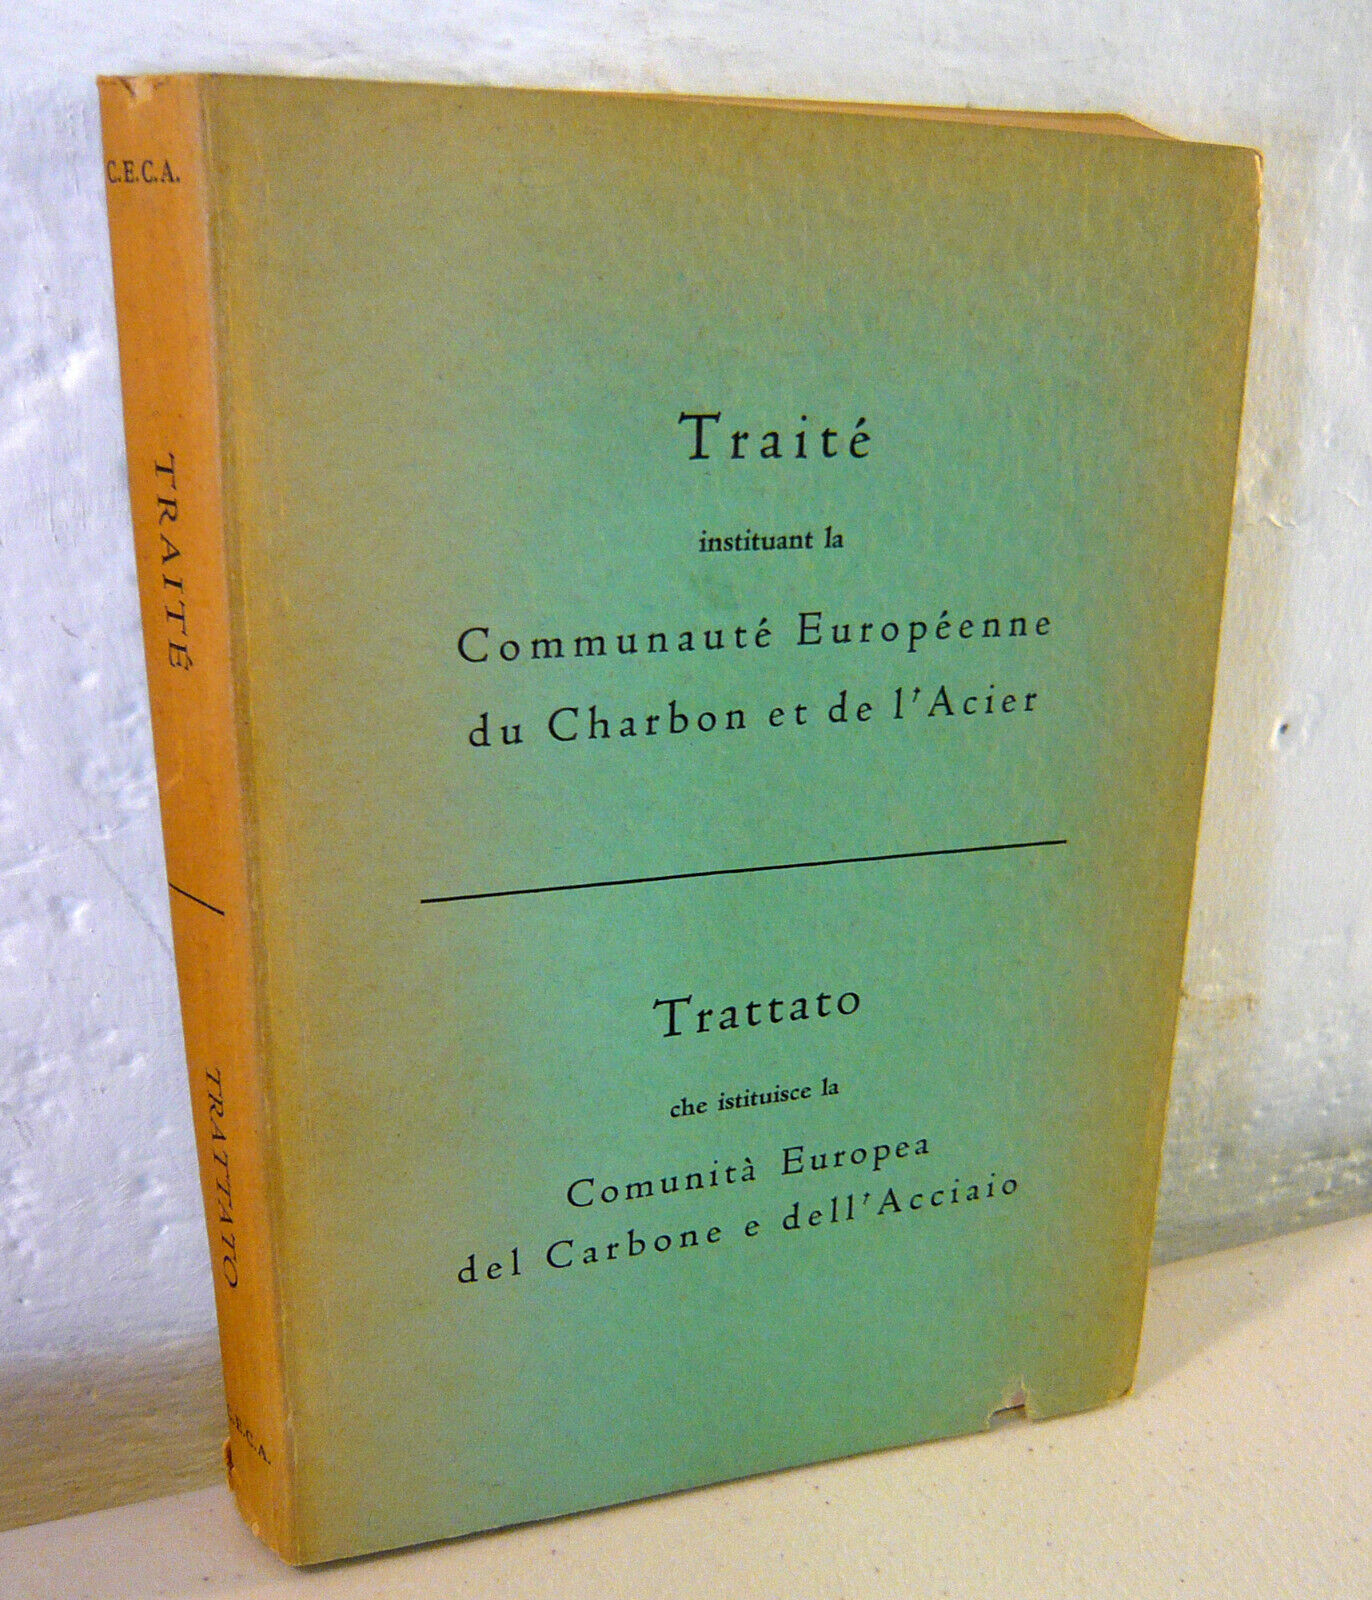 C.E.C.A.
TRAITÉ
/
TRATTATO
.E.C.A.
Traité
instituant la
Communauté Européenne
du Charbon et de l'Acier
Trattato
che istituisce la
Comunità Europea
del Carbone e dell'Acciaio